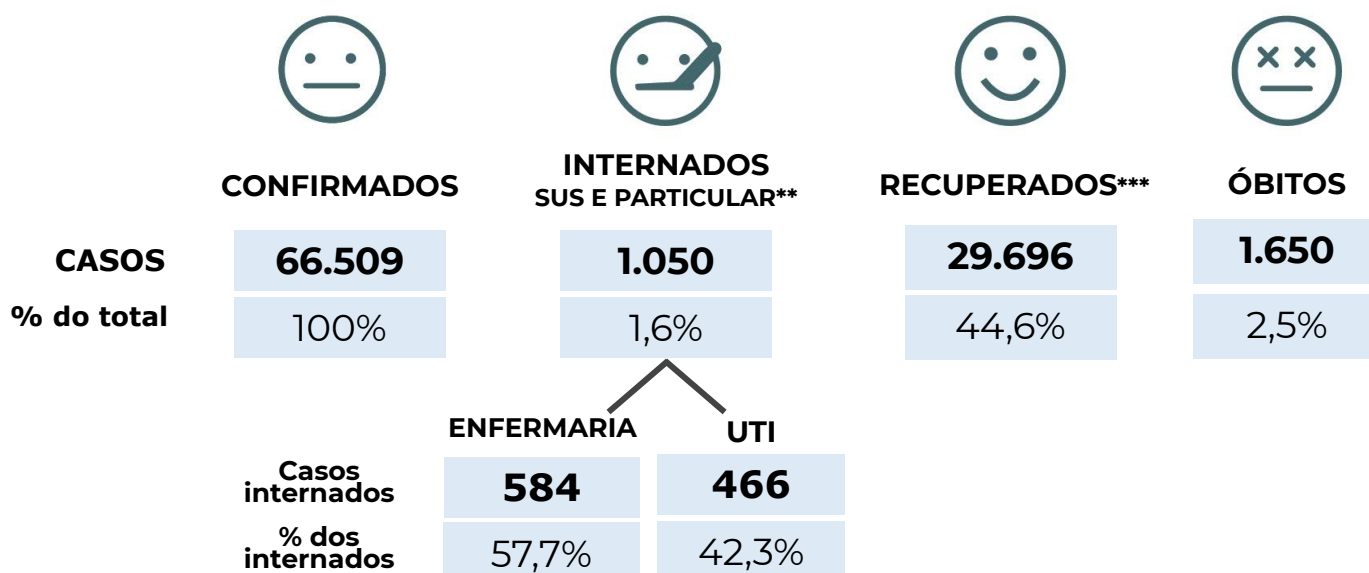 CONFIRMADOS
INTERNADOS
SUS E PARTICULAR**
RECUPERADOS***
ÓBITOS
CASOS
66.509
1.050
29.696
1.650
% do total
100%
1,6%
44,6%
2,5%
ENFERMARIA
UTI
Casos
internados
584
466
% dos
internados
57,7%
42,3%